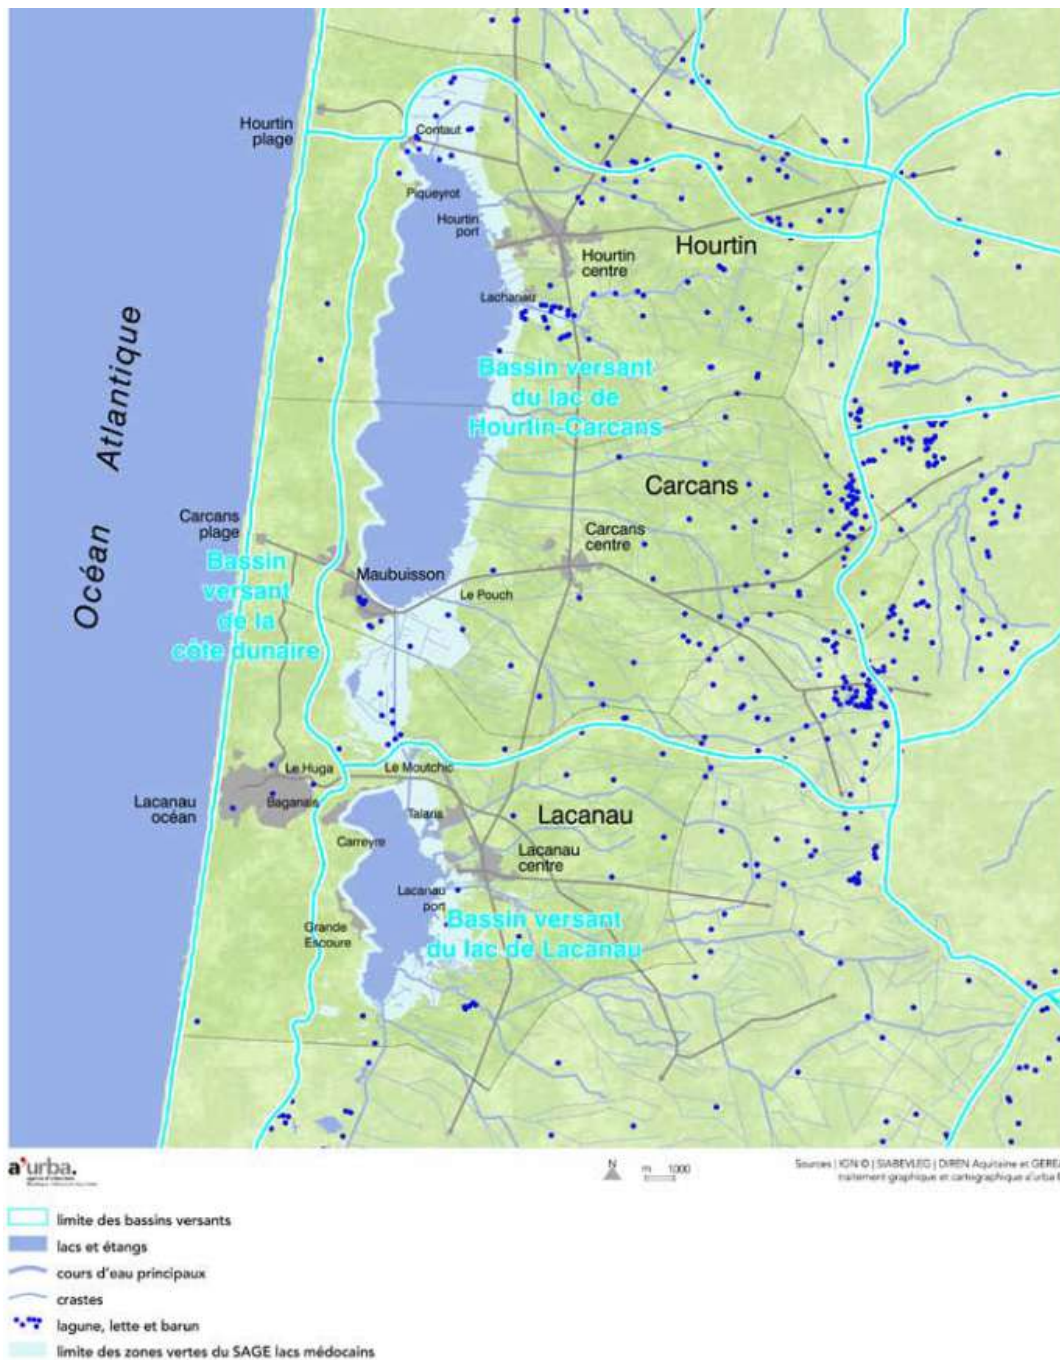 Contaut
Hourtin
plage
Piqueyrot
Hourtin
port
Hourtin
Hourtin
centre
Lachanau
Océan Atlantique
Bassin versant
du lac de
Hourtin-Carcans
Carcans
Carcans
plage
Carcans
centre
Bassin
versant
de la
côte dunaire
Maubuisson
Le Pouch
Le Huga
Le Moutchic
Lacanau
océan
Baganais
Talaris
Lacanau
Carreyre
Lacanau
centre
Lacanau
port
Bassin versant
du lac de Lacanau
Grande
Escoure
a'urba.
N
m 1000
Sources | IGN © | SIABEVLEG | DIREN Aquitaine et GEREA
traitement graphique et cartographique a'urba
limite des bassins versants
lacs et étangs
cours d'eau principaux
crastes
lagune, lette et barun
limite des zones vertes du SAGE lacs médocains